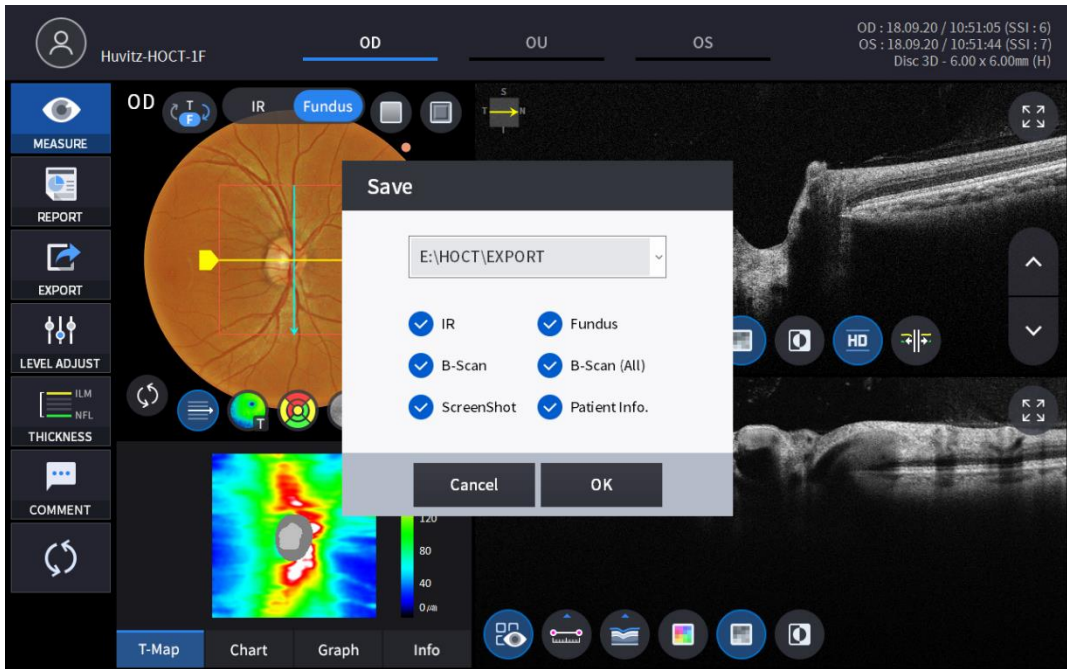 Huvitz-HOCT-1F
OD
OU
OS
OD : 18.09.20 / 10:51:05 (SSI : 6)
OS : 18.09.20 / 10:51:44 (SSI : 7)
Disc 3D - 6.00 x 6.00mm (H)
MEASURE
REPORT
EXPORT
LEVEL ADJUST
ILM
NFL
THICKNESS
COMMENT
OD
T
F
IR
Fundus
S
T
N
I
Save
E:\HOCT\EXPORT
IR
Fundus
B-Scan
B-Scan (All)
ScreenShot
Patient Info.
Cancel
OK
HD
T
120
80
40
0 μm
T-Map
Chart
Graph
Info